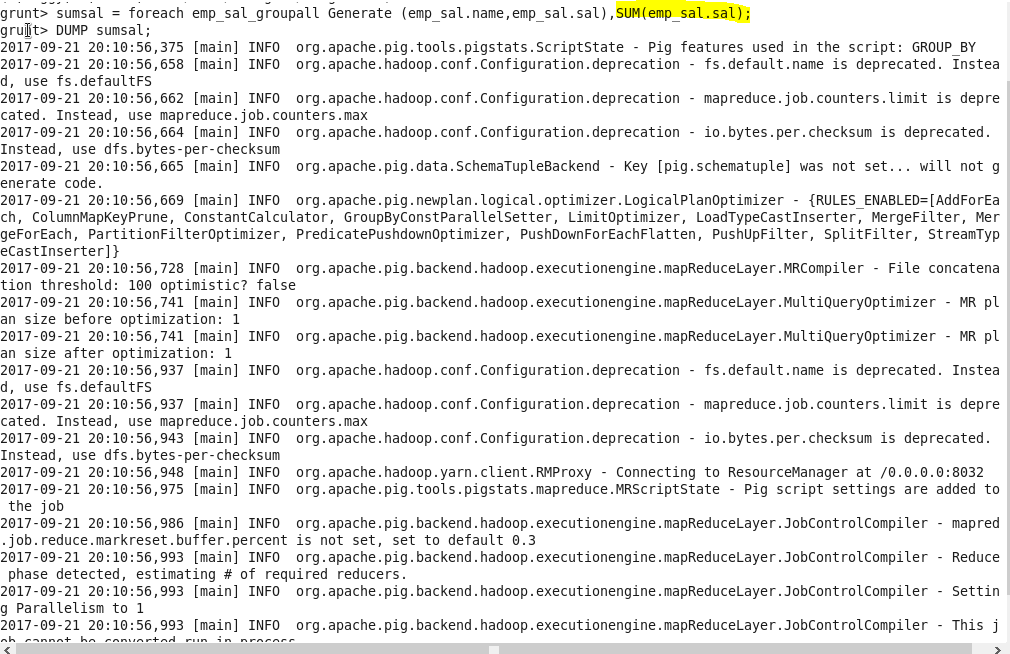 grunt> sumsal = foreach emp_sal_groupall Generate (emp_sal.name,emp_sal.sal),SUM(emp_sal.sal);
grunt> DUMP sumsal;
2017-09-21 20:10:56,375 [main] INFO  org.apache.pig.tools.pigstats.ScriptState - Pig features used in the script: GROUP_BY
2017-09-21 20:10:56,658 [main] INFO  org.apache.hadoop.conf.Configuration.deprecation - fs.default.name is deprecated. Instea
d, use fs.defaultFS
2017-09-21 20:10:56,662 [main] INFO  org.apache.hadoop.conf.Configuration.deprecation - mapreduce.job.counters.limit is depre
cated. Instead, use mapreduce.job.counters.max
2017-09-21 20:10:56,664 [main] INFO  org.apache.hadoop.conf.Configuration.deprecation - io.bytes.per.checksum is deprecated.
Instead, use dfs.bytes-per-checksum
2017-09-21 20:10:56,665 [main] INFO  org.apache.pig.data.SchemaTupleBackend - Key [pig.schematuple] was not set... will not g
enerate code.
2017-09-21 20:10:56,669 [main] INFO  org.apache.pig.newplan.logical.optimizer.LogicalPlanOptimizer - {RULES_ENABLED=[AddForEa
ch, ColumnMapKeyPrune, ConstantCalculator, GroupByConstParallelSetter, LimitOptimizer, LoadTypeCastInserter, MergeFilter, Mer
geForEach, PartitionFilterOptimizer, PredicatePushdownOptimizer, PushDownForEachFlatten, PushUpFilter, SplitFilter, StreamTyp
eCastInserter]}
2017-09-21 20:10:56,728 [main] INFO  org.apache.pig.backend.hadoop.executionengine.mapReduceLayer.MRCompiler - File concatena
tion threshold: 100 optimistic? false
2017-09-21 20:10:56,741 [main] INFO  org.apache.pig.backend.hadoop.executionengine.mapReduceLayer.MultiQueryOptimizer - MR pl
an size before optimization: 1
2017-09-21 20:10:56,741 [main] INFO  org.apache.pig.backend.hadoop.executionengine.mapReduceLayer.MultiQueryOptimizer - MR pl
an size after optimization: 1
2017-09-21 20:10:56,937 [main] INFO  org.apache.hadoop.conf.Configuration.deprecation - fs.default.name is deprecated. Instea
d, use fs.defaultFS
2017-09-21 20:10:56,937 [main] INFO  org.apache.hadoop.conf.Configuration.deprecation - mapreduce.job.counters.limit is depre
cated. Instead, use mapreduce.job.counters.max
2017-09-21 20:10:56,943 [main] INFO  org.apache.hadoop.conf.Configuration.deprecation - io.bytes.per.checksum is deprecated.
Instead, use dfs.bytes-per-checksum
2017-09-21 20:10:56,948 [main] INFO  org.apache.hadoop.yarn.client.RMProxy - Connecting to ResourceManager at /0.0.0.0:8032
2017-09-21 20:10:56,975 [main] INFO  org.apache.pig.tools.pigstats.mapreduce.MRScriptState - Pig script settings are added to
 the job
2017-09-21 20:10:56,986 [main] INFO  org.apache.pig.backend.hadoop.executionengine.mapReduceLayer.JobControlCompiler - mapred
.job.reduce.markreset.buffer.percent is not set, set to default 0.3
2017-09-21 20:10:56,993 [main] INFO  org.apache.pig.backend.hadoop.executionengine.mapReduceLayer.JobControlCompiler - Reduce
 phase detected, estimating # of required reducers.
2017-09-21 20:10:56,993 [main] INFO  org.apache.pig.backend.hadoop.executionengine.mapReduceLayer.JobControlCompiler - Settin
g Parallelism to 1
2017-09-21 20:10:56,993 [main] INFO  org.apache.pig.backend.hadoop.executionengine.mapReduceLayer.JobControlCompiler - This j
ob cannot be converted run in process